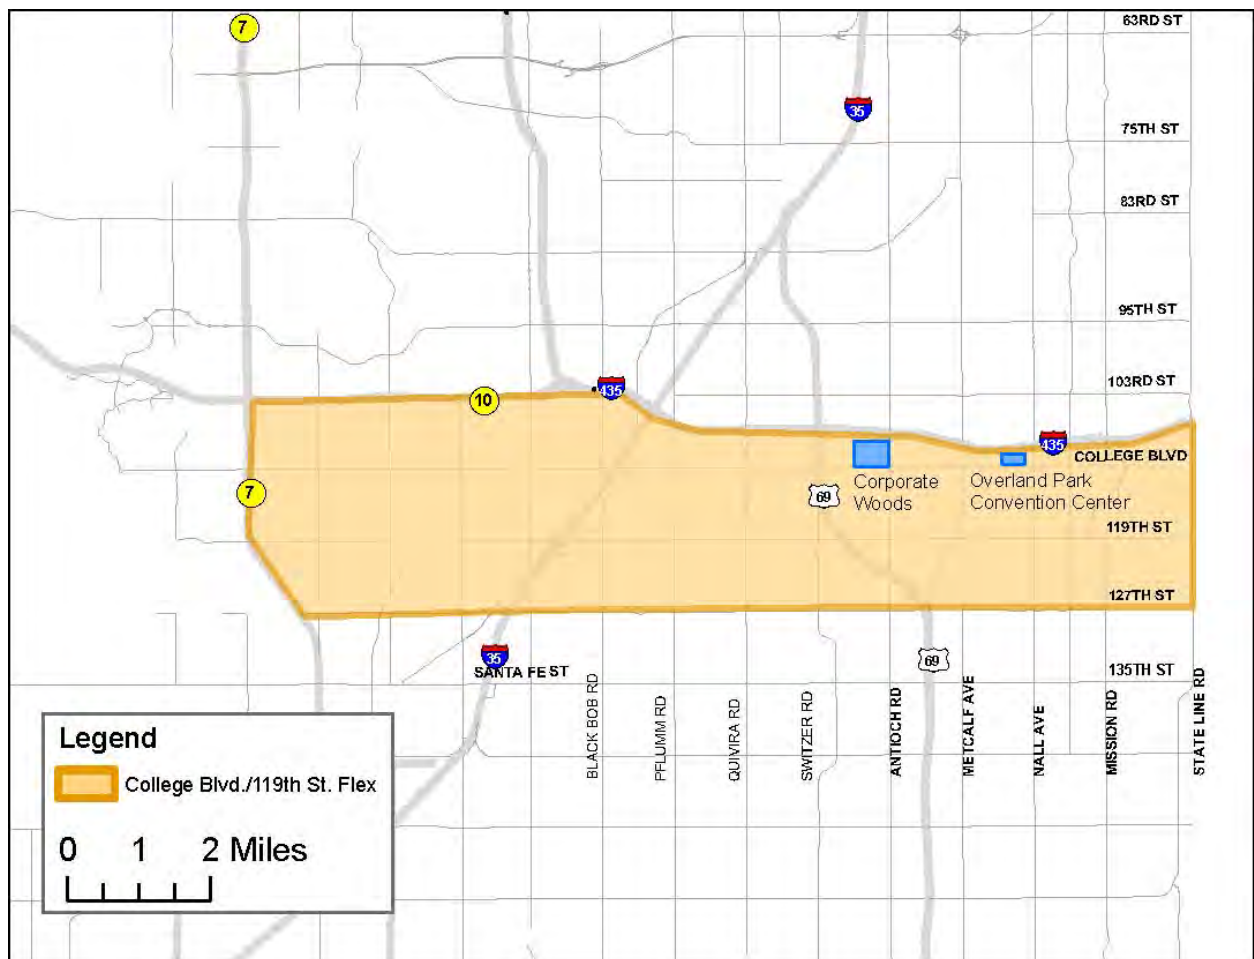 7
63RD ST
35
75TH ST
83RD ST
95TH ST
103RD ST
435
10
435
COLLEGE BLVD
7
69
Corporate
Woods
Overland Park
Convention Center
119TH ST
127TH ST
35
SANTA FE ST
69
135TH ST
BLACK BOB RD
PFLUMM RD
QUIVIRA RD
SWITZER RD
ANTIOCH RD
METCALF AVE
NALL AVE
MISSION RD
STATE LINE RD
Legend
College Blvd./119th St. Flex
0 1 2 Miles